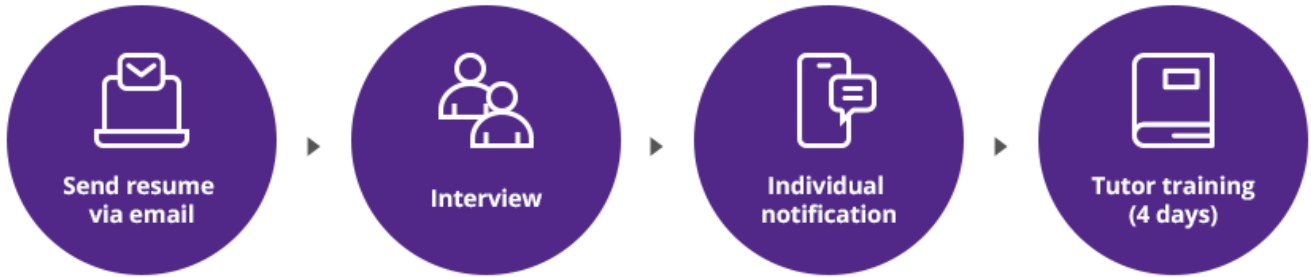 Send resume
via email
Interview
Individual
notification
Tutor training
(4 days)